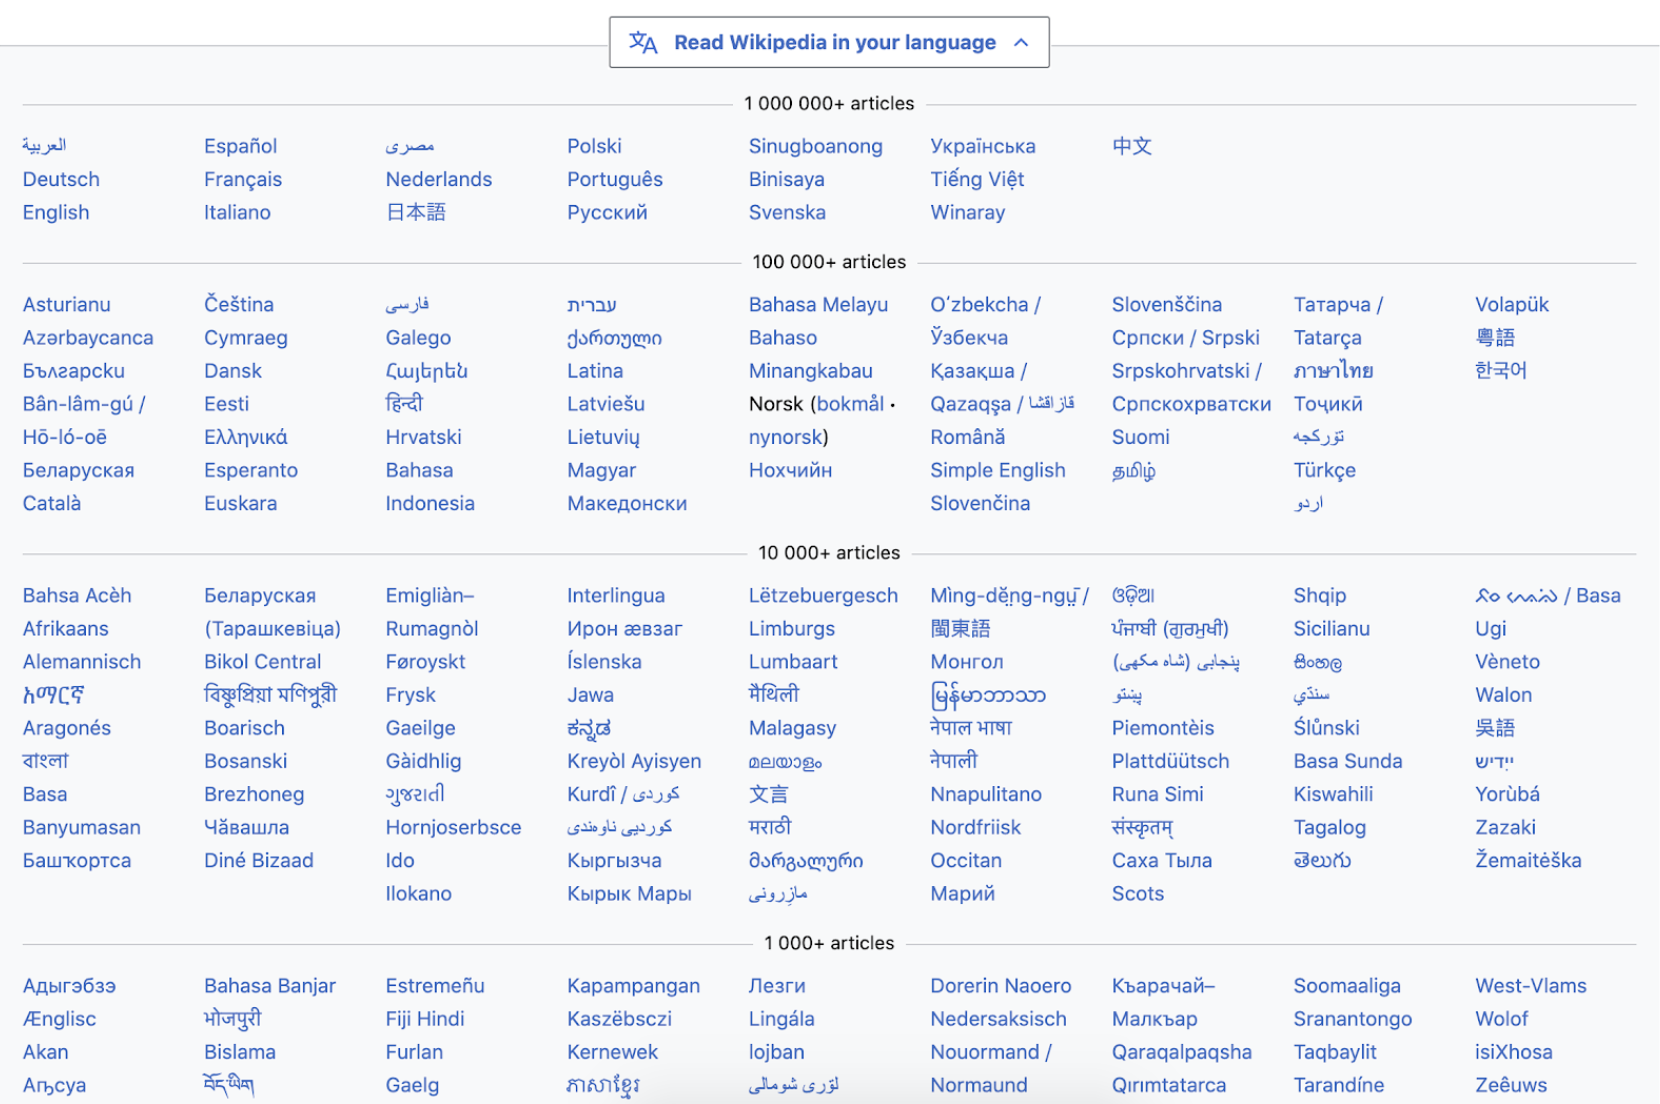 Read Wikipedia in your language
1 000 000+ articles
العربية
Deutsch
English
Español
Français
Italiano
مصرى
Nederlands
日本語
Polski
Português
Русский
Sinugboanong
Binisaya
Svenska
Українська
Tiếng Việt
Winaray
中文
100 000+ articles
Asturianu
Azərbaycanca
Български
Bân-lâm-gú /
Hō-ló-oē
Беларуская
Català
Čeština
Cymraeg
Dansk
Eesti
Ελληνικά
Esperanto
Euskara
فارسی
Galego
Հայերեն
हिन्दी
Hrvatski
Bahasa
Indonesia
עברית
ქართული
Latina
Latviešu
Lietuvių
Magyar
Македонски
Bahasa Melayu
Bahaso
Minangkabau
Norsk (bokmål ·
nynorsk)
Нохчийн
Oʻzbekcha /
Ўзбекча
Қазақша /
Qazaqşa / قازاقشا
Română
Simple English
Slovenčina
Slovenščina
Српски / Srpski
Srpskohrvatski /
Српскохрватски
Suomi
தமிழ்
Татарча /
Tatarça
ภาษาไทย
Тоҷикӣ
تۆرکجه
Türkçe
اردو
Volapük
粵語
한국어
10 000+ articles
Bahsa Acèh
Afrikaans
Alemannisch
አማርኛ
Aragonés
বাংলা
Basa
Banyumasan
Башҡортса
Беларуская
(Тарашкевіца)
Bikol Central
বিষ্ণুপ্রিয়া মণিপুরী
Boarisch
Bosanski
Brezhoneg
Чӑвашла
Diné Bizaad
Emigliàn–
Rumagnòl
Føroyskt
Frysk
Gaeilge
Gàidhlig
ગુજરાતી
Hornjoserbsce
Ido
Ilokano
Interlingua
Ирон æвзаг
Íslenska
Jawa
ಕನ್ನಡ
Kreyòl Ayisyen
Kurdî / كوردی
کوردیی ناوەندی
Кыргызча
Кырык Мары
Lëtzebuergesch
Limburgs
Lumbaart
मैथिली
Malagasy
മലയാളം
文言
मराठी
მარგალური
مازِرونی
Mìng-dĕ̤ng-ngṳ̄ /
閩東語
Монгол
မြန်မာဘာသာ
नेपाल भाषा
नेपाली
Nnapulitano
Nordfriisk
Occitan
Марий
ଓଡି଼ଆ
ਪੰਜਾਬੀ (ਗੁਰਮੁਖੀ)
پنجابی (شاہ مکھی)
پښتو
Piemontèis
Plattdüütsch
Runa Simi
संस्कृतम्
Саха Тыла
Scots
Shqip
Sicilianu
සිංහල
سنڌي
Ślůnski
Basa Sunda
Kiswahili
Tagalog
తెలుగు
ᨅᨔ ᨕᨙᨁᨗ / Basa
Ugi
Vèneto
Walon
吳語
ייִדיש
Yorùbá
Zazaki
Žemaitėška
1 000+ articles
Адыгэбзэ
Ænglisc
Akan
Аҧсуа
Bahasa Banjar
भोजपुरी
Bislama
བོད་ཡིག
Estremeñu
Fiji Hindi
Furlan
Gaelg
Kapampangan
Kaszëbsczi
Kernewek
ភាសាខ្មែរ
Лезги
Lingála
lojban
لۊری شومالی
Dorerin Naoero
Nedersaksisch
Nouormand /
Normaund
Къарачай–
Малкъар
Qaraqalpaqsha
Qırımtatarca
Soomaaliga
Sranantongo
Taqbaylit
Tarandíne
West-Vlams
Wolof
isiXhosa
Zeêuws